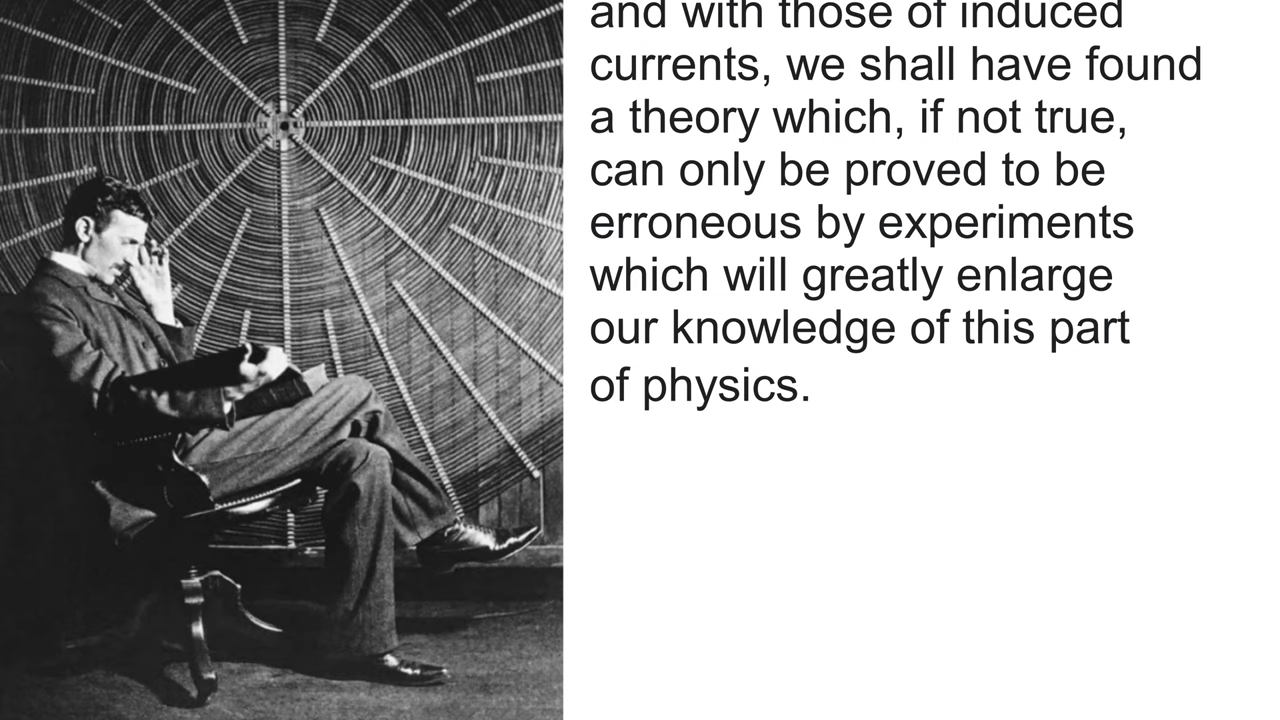 and with those of induced
currents, we shall have found
a theory which, if not true,
can only be proved to be
erroneous by experiments
which will greatly enlarge
our knowledge of this part
of physics.